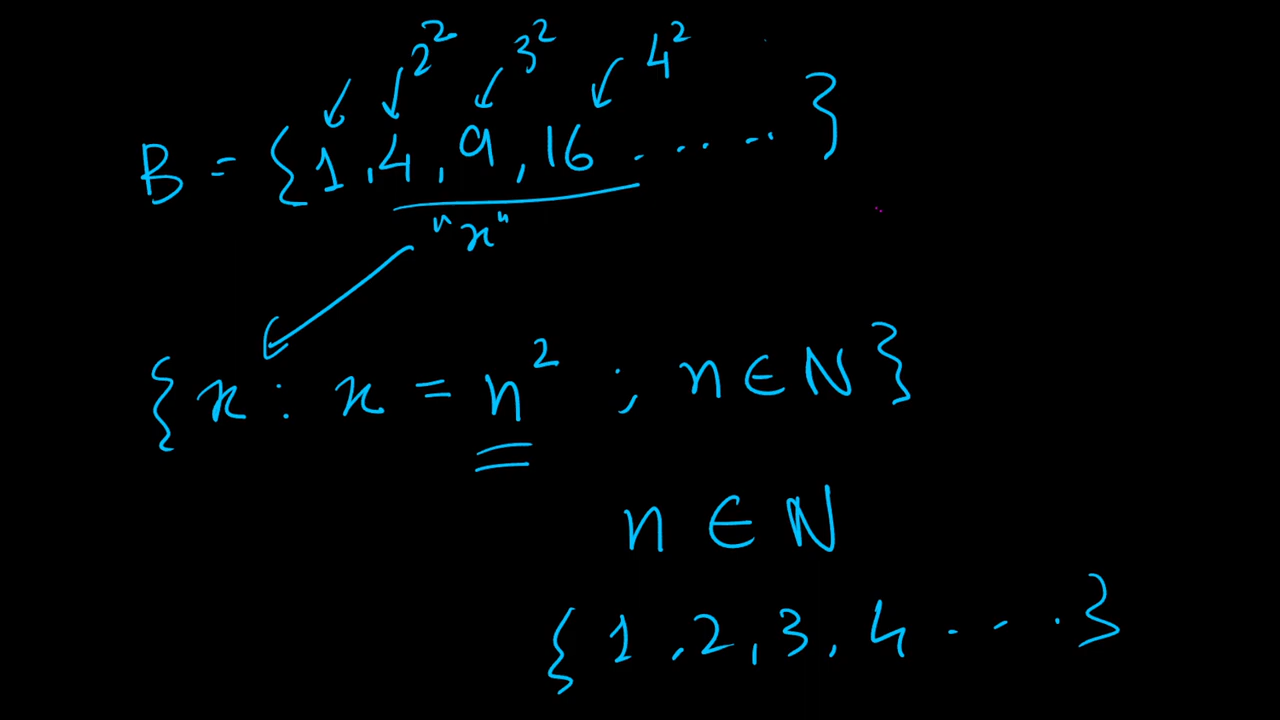 2² 3² 4²
B = {1, 4, 9, 16 ..... }
"x"
{x : x = n² ; n ∈ N}
n ∈ N
{1, 2, 3, 4 ....}